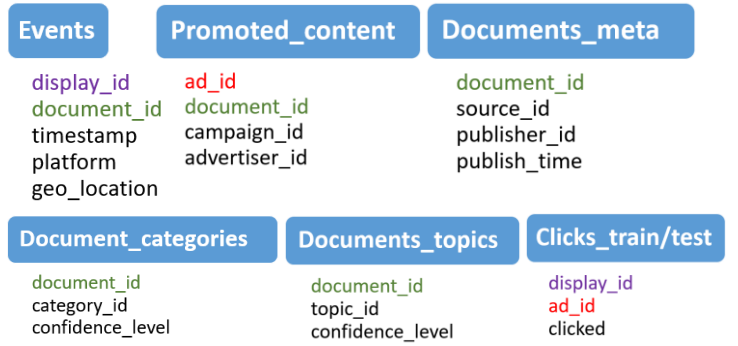 Events
display_id
document_id
timestamp
platform
geo_location
Promoted_content
ad_id
document_id
campaign_id
advertiser_id
Documents_meta
document_id
source_id
publisher_id
publish_time
Document_categories
document_id
category_id
confidence_level
Documents_topics
document_id
topic_id
confidence_level
Clicks_train/test
display_id
ad_id
clicked